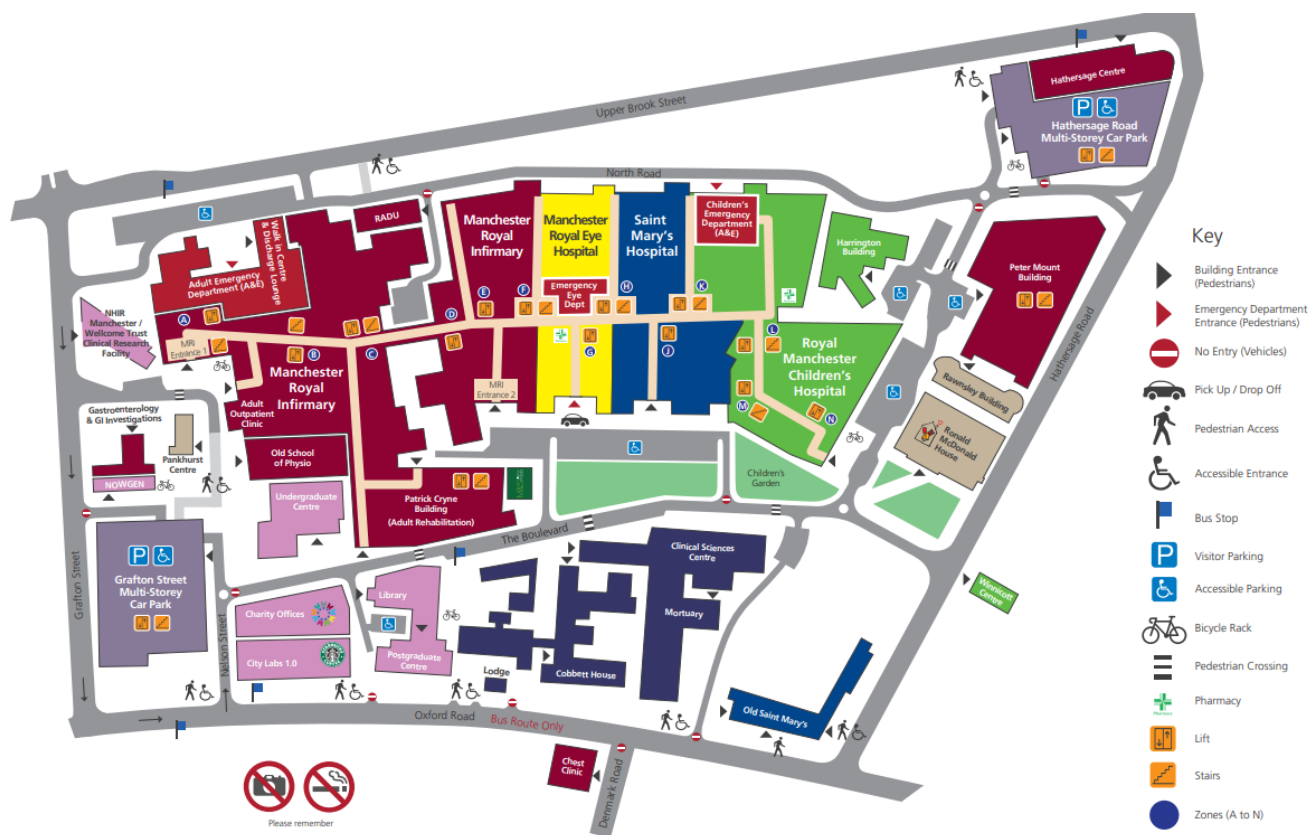 Upper Brook Street
Hathersage Centre
P
Hathersage Road
Multi-Storey Car Park
North Road
RADU
Walk in Centre
& Discharge Lounge
Adult Emergency
Department (A&E)
Manchester
Royal
Infirmary
Manchester
Royal Eye
Hospital
Emergency
Eye
Dept
Saint
Mary's
Hospital
Children's
Emergency
Department
(A&E)
Harrington
Building
Peter Mount
Building
Hathersage Road
NHIR
Manchester /
Wellcome Trust
Clinical Research
Facility
A
B
C
D
E
F
G
H
J
K
L
M
N
MRI
Entrance 1
Manchester
Royal
Infirmary
Adult
Outpatient
Clinic
MRI
Entrance 2
Royal
Manchester
Children's
Hospital
Rawnsley Building
Ronald
McDonald
House
Gastroenterology
& GI Investigations
Pankhurst
Centre
NOWGEN
Old School
of Physio
Undergraduate
Centre
Patrick Cryne
Building
(Adult Rehabilitation)
Children's
Garden
The Boulevard
Grafton Street
P
Grafton Street
Multi-Storey
Car Park
Nelson Street
Charity Offices
City Labs 1.0
Library
Postgraduate
Centre
Clinical Sciences
Centre
Mortuary
Lodge
Cobbett House
Winnicott
Centre
Old Saint Mary's
Oxford Road
Bus Route Only
Chest
Clinic
Denmark Road
Please remember
Key
Building Entrance
(Pedestrians)
Emergency Department
Entrance (Pedestrians)
No Entry (Vehicles)
Pick Up / Drop Off
Pedestrian Access
Accessible Entrance
Bus Stop
P
Visitor Parking
Accessible Parking
Bicycle Rack
Pedestrian Crossing
Pharmacy
Pharmacy
Lift
Stairs
Zones (A to N)